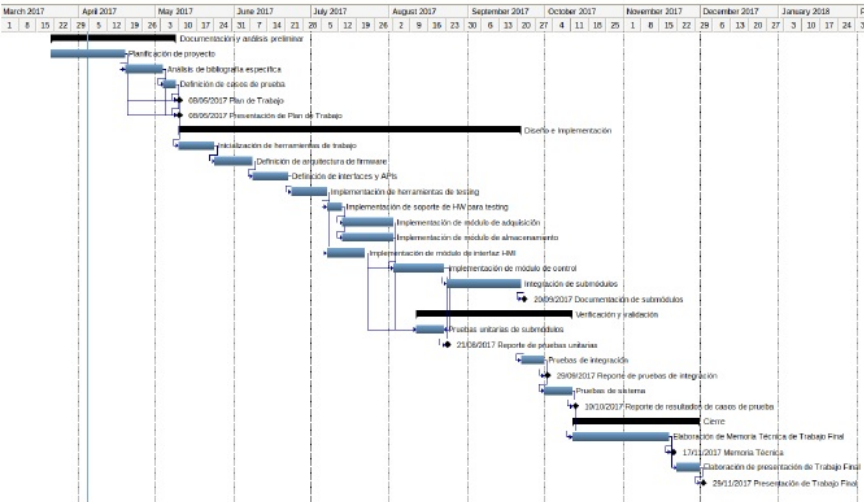 March 2017 April 2017 May 2017 June 2017 July 2017 August 2017 September 2017 October 2017 November 2017 December 2017 January 2018
1 8 15 22 29 5 12 19 26 3 10 17 24 31 7 14 21 28 5 12 19 26 2 9 16 23 30 6 13 20 27 4 11 18 25 1 8 15 22 29 6 13 20 27 3 10 17 24
Documentación y análisis preliminar
Planificación de proyecto
Análisis de bibliografía específica
Definición de casos de prueba
08/05/2017 Plan de Trabajo
08/05/2017 Presentación de Plan de Trabajo
Diseño e Implementación
Inicialización de herramientas de trabajo
Definición de arquitectura de firmware
Definición de interfaces y APIs
Implementación de herramientas de testing
Implementación de soporte de HW para testing
Implementación de módulo de adquisición
Implementación de módulo de almacenamiento
Implementación de módulo de interfaz HMI
Implementación de módulo de control
Integración de submódulos
20/09/2017 Documentación de submódulos
Verificación y validación
Pruebas unitarias de submódulos
21/08/2017 Reporte de pruebas unitarias
Pruebas de integración
29/09/2017 Reporte de pruebas de integración
Pruebas de sistema
10/10/2017 Reporte de resultados de casos de prueba
Cierre
Elaboración de Memoria Técnica de Trabajo Final
17/11/2017 Memoria Técnica
Elaboración de presentación de Trabajo Final
29/11/2017 Presentación de Trabajo Final